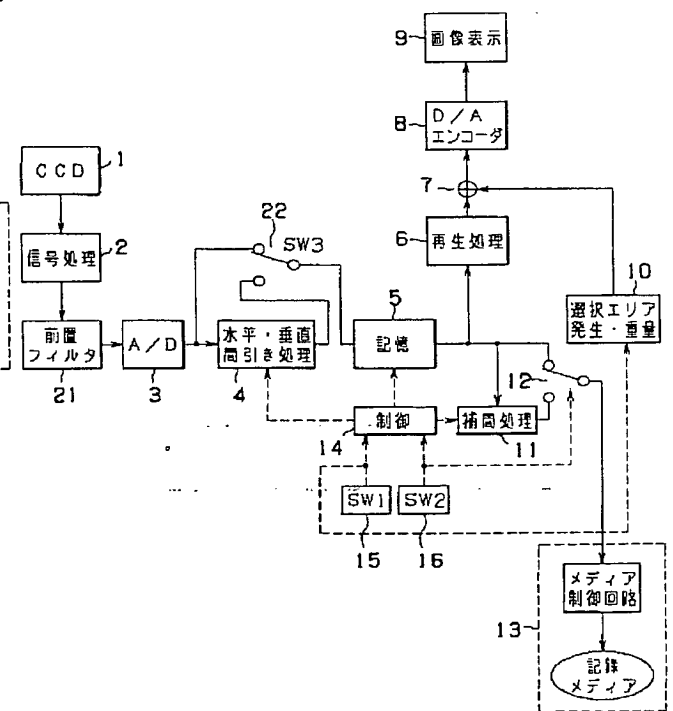 9
画像表示
8
D／A
エンコーダ
CCD
1
7
22
SW3
6
再生処理
信号処理
2
10
選択エリア
発生・重量
5
記憶
前置
フィルタ
21
A／D
3
水平・垂直
間引き処理
4
12
14
制御
補間処理
11
SW1
15
SW2
16
13
メディア
制御回路
記録
メディア